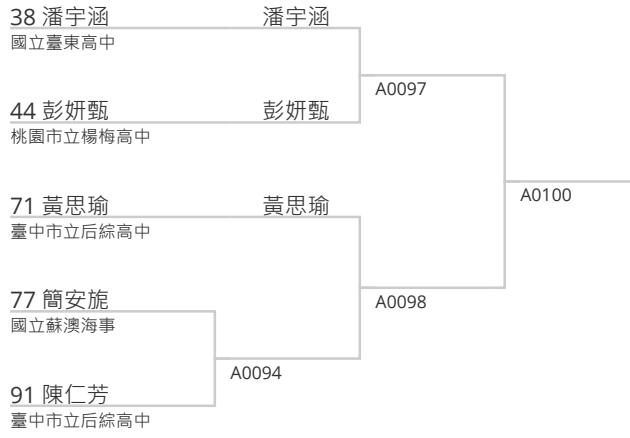 38 潘宇涵
潘宇涵
國立臺東高中
A0097
44 彭妍甄
彭妍甄
桃園市立楊梅高中
A0100
71 黃思瑜
黃思瑜
臺中市立后綜高中
77 簡安旎
A0098
國立蘇澳海事
A0094
91 陳仁芳
臺中市立后綜高中